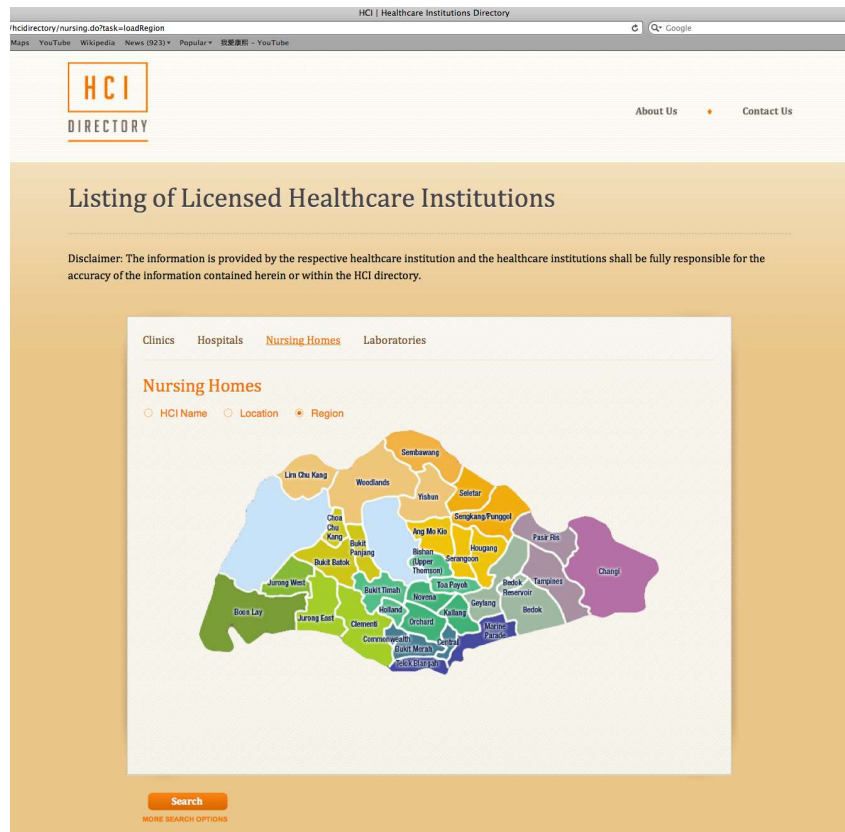 HCI | Healthcare Institutions Directory
/hcidirectory/nursing.do?task=loadRegion
Google
Maps YouTube Wikipedia News (923) Popular 我愛康熙 - YouTube
HCI
DIRECTORY
About Us
Contact Us
Listing of Licensed Healthcare Institutions
Disclaimer: The information is provided by the respective healthcare institution and the healthcare institutions shall be fully responsible for the
accuracy of the information contained herein or within the HCI directory.
Clinics Hospitals Nursing Homes Laboratories
Nursing Homes
HCI Name Location Region
Sembawang
Lim Chu Kang
Woodlands
Yishun
Seletar
Sengkang/Punggol
Choa
Chu
Kang
Ang Mo Kio
Pasir Ris
Bukit
Panjang
Bishan
(Upper
Thomson)
Hougang
Serangoon
Bukit Batok
Changi
Jurong West
Bukit Timah
Toa Payoh
Bedok
Reservoir
Tampines
Novena
Geylang
Boon Lay
Holland
Kallang
Bedok
Jurong East
Clementi
Orchard
Marine
Parade
Commonwealth
Central
Bukit Merah
Telok Blangah
Search
MORE SEARCH OPTIONS